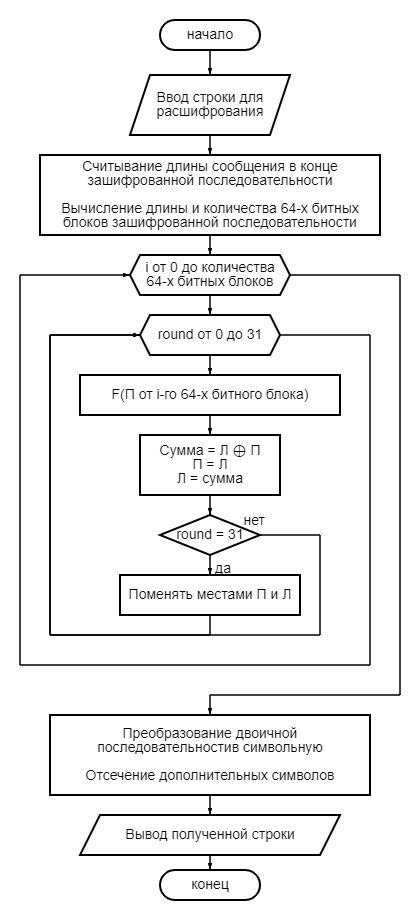 начало
Ввод строки для
расшифрования
Считывание длины сообщения в конце
зашифрованной последовательности
Вычисление длины и количества 64-х битных
блоков зашифрованной последовательности
i от 0 до количества
64-х битных блоков
round от 0 до 31
F(П от i-го 64-х битного блока)
Сумма = Л ⊕ П
П = Л
Л = сумма
нет
round = 31
да
Поменять местами П и Л
Преобразование двоичной
последовательностив символьную
Отсечение дополнительных символов
Вывод полученной строки
конец